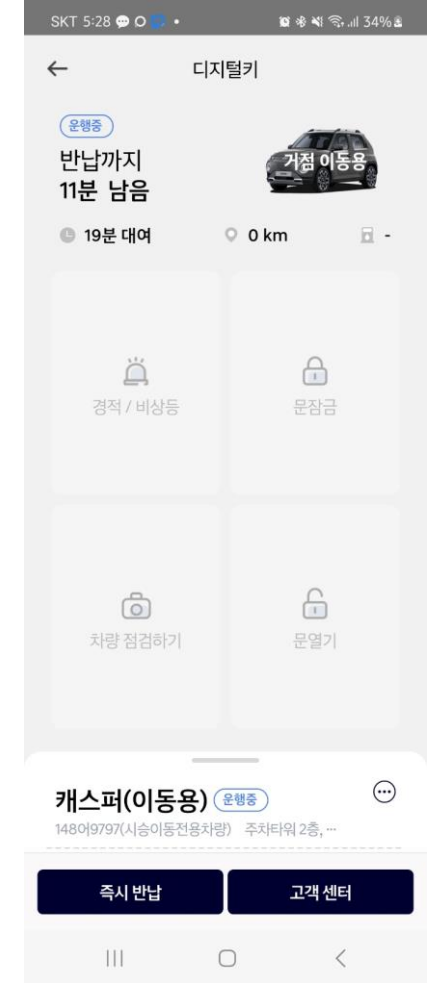 SKT 5:28 34%
디지털키
운행중
반납까지
11분 남음
거점 이동용
19분 대여
0 km
-
경적 / 비상등
문잠금
차량 점검하기
문열기
캐스퍼(이동용) 운행중
148어9797(시승이동전용차량) 주차타워 2층, ...
즉시 반납
고객 센터